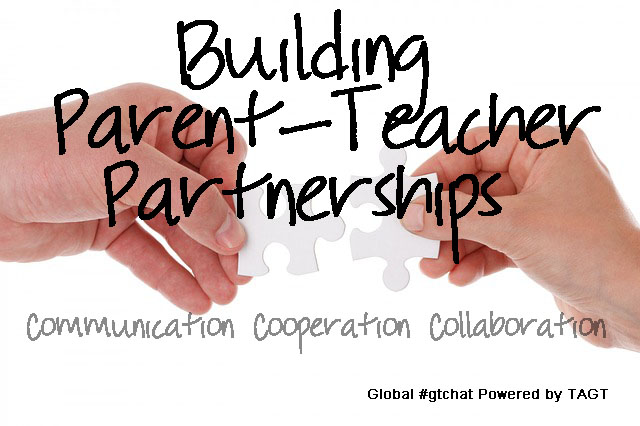 Building
Parent-Teacher
Partnerships
Communication Cooperation Collaboration
Global #gtchat Powered by TAGT